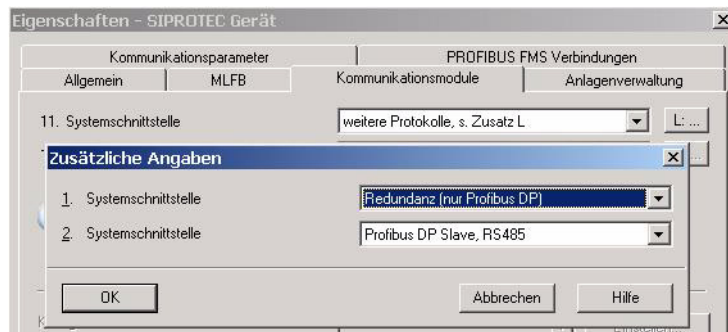 Eigenschaften - SIPROTEC Gerät
Kommunikationsparameter PROFIBUS FMS Verbindungen
Allgemein MLFB Kommunikationsmodule Anlagenverwaltung
11. Systemschnittstelle weitere Protokolle, s. Zusatz L L: ...
Zusätzliche Angaben
1. Systemschnittstelle Redundanz (nur Profibus DP)
2. Systemschnittstelle Profibus DP Slave, RS485
OK Abbrechen Hilfe